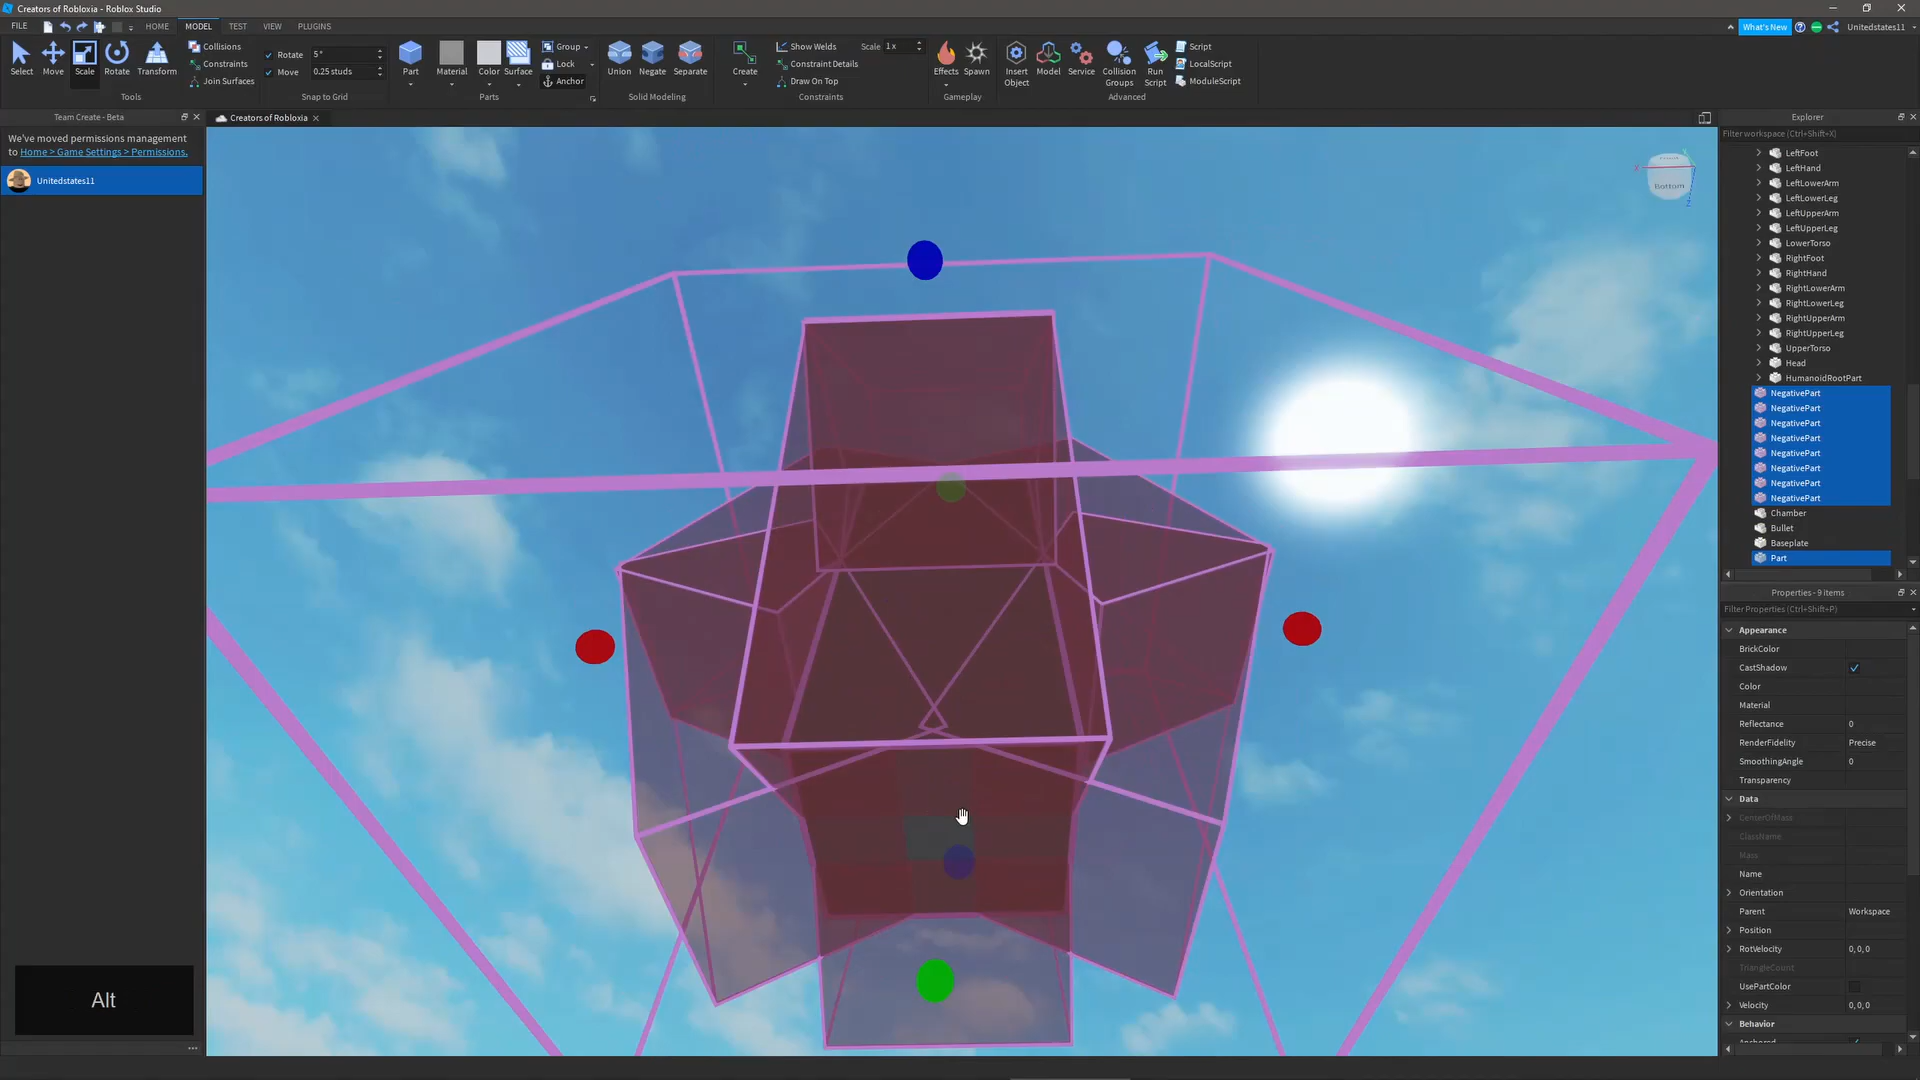 Creators of Robloxia - Roblox Studio
FILE HOME MODEL TEST VIEW PLUGINS What's New Unitedstates11
Select Move Scale Rotate Transform
Tools
Collisions
Constraints
Join Surfaces
Rotate 5°
Move 0.25 studs
Snap to Grid
Part Material Color Surface
Group
Lock
Anchor
Parts
Union Negate Separate
Solid Modeling
Create
Show Welds
Constraint Details
Draw On Top
Scale 1 x
Constraints
Effects Spawn
Gameplay
Insert Object
Model
Service
Collision Groups
Run Script
Script
LocalScript
ModuleScript
Advanced
Team Create - Beta
We've moved permissions management
to Home > Game Settings > Permissions.
Unitedstates11
Creators of Robloxia
Bottom
Alt
Explorer
Filter workspace (Ctrl+Shift+X)
LeftFoot
LeftHand
LeftLowerArm
LeftLowerLeg
LeftUpperArm
LeftUpperLeg
LowerTorso
RightFoot
RightHand
RightLowerArm
RightLowerLeg
RightUpperArm
RightUpperLeg
UpperTorso
Head
HumanoidRootPart
NegativePart
NegativePart
NegativePart
NegativePart
NegativePart
NegativePart
NegativePart
NegativePart
Chamber
Bullet
Baseplate
Part
Properties - 9 items
Filter Properties (Ctrl+Shift+P)
Appearance
BrickColor
CastShadow
Color
Material
Reflectance 0
RenderFidelity Precise
SmoothingAngle 0
Transparency
Data
CenterOfMass
ClassName
Mass
Name
Orientation
Parent Workspace
Position
RotVelocity 0, 0, 0
TriangleCount
UsePartColor
Velocity 0, 0, 0
Behavior